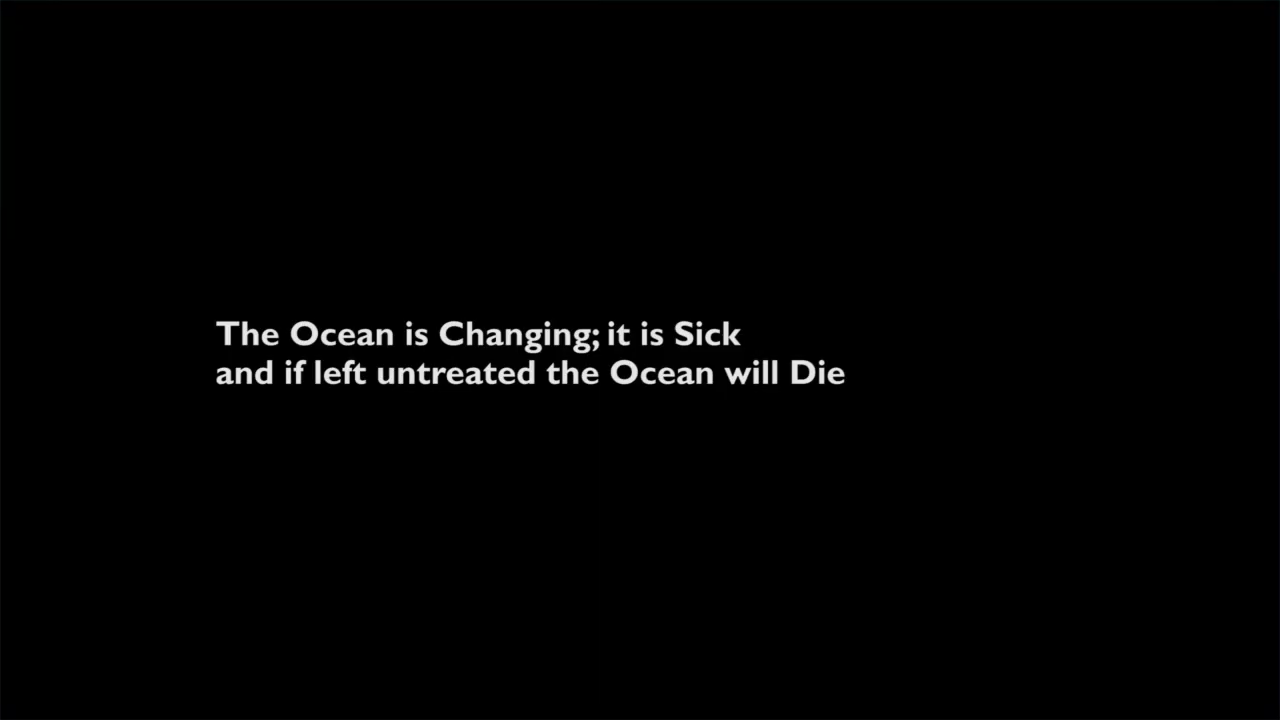 The Ocean is Changing; it is Sick
and if left untreated the Ocean will Die